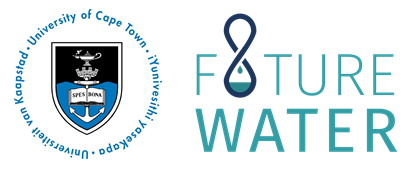 University of Cape Town · iYunivesithi yaseKapa · Universiteit van Kaapstad ·
SPES BONA
FUTURE
WATER